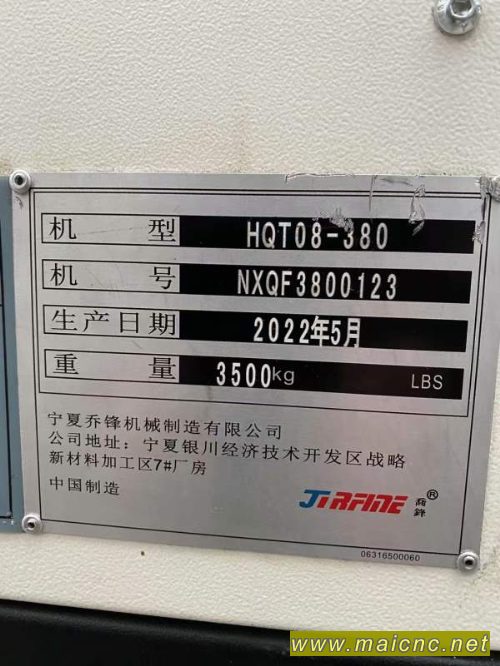 机 型 HQT08-380
机 号 NXQF3800123
生产日期 2022年5月
重 量 3500kg LBS
宁夏乔锋机械制造有限公司
公司地址：宁夏银川经济技术开发区战略
新材料加工区7#厂房
中国制造
JIRFINE ®
06316500060
www.maicnc.net